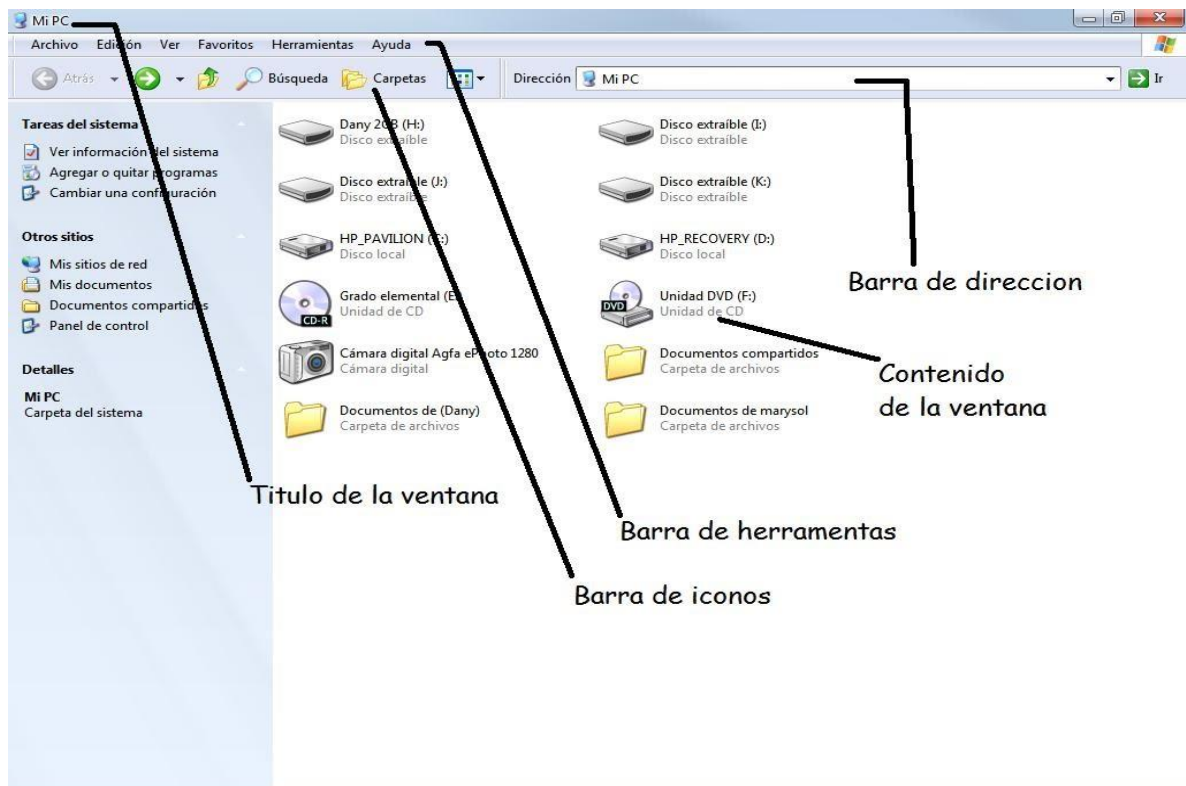 Mi PC
Archivo Edición Ver Favoritos Herramientas Ayuda
Atrás Búsqueda Carpetas Dirección Mi PC Ir
Tareas del sistema
Ver información del sistema
Agregar o quitar programas
Cambiar una configuración
Otros sitios
Mis sitios de red
Mis documentos
Documentos compartidos
Panel de control
Detalles
Mi PC
Carpeta del sistema
Dany 2GB (H:)
Disco extraíble
Disco extraíble (I:)
Disco extraíble
Disco extraíble (J:)
Disco extraíble
Disco extraíble (K:)
Disco extraíble
HP_PAVILION (C:)
Disco local
HP_RECOVERY (D:)
Disco local
Grado elemental (E:)
CD-R
Unidad de CD
Unidad DVD (F:)
DVD
Unidad de CD
Cámara digital Agfa ePhoto 1280
Cámara digital
Documentos compartidos
Carpeta de archivos
Documentos de (Dany)
Carpeta de archivos
Documentos de marysol
Carpeta de archivos
Barra de direccion
Contenido
de la ventana
Titulo de la ventana
Barra de herramentas
Barra de iconos